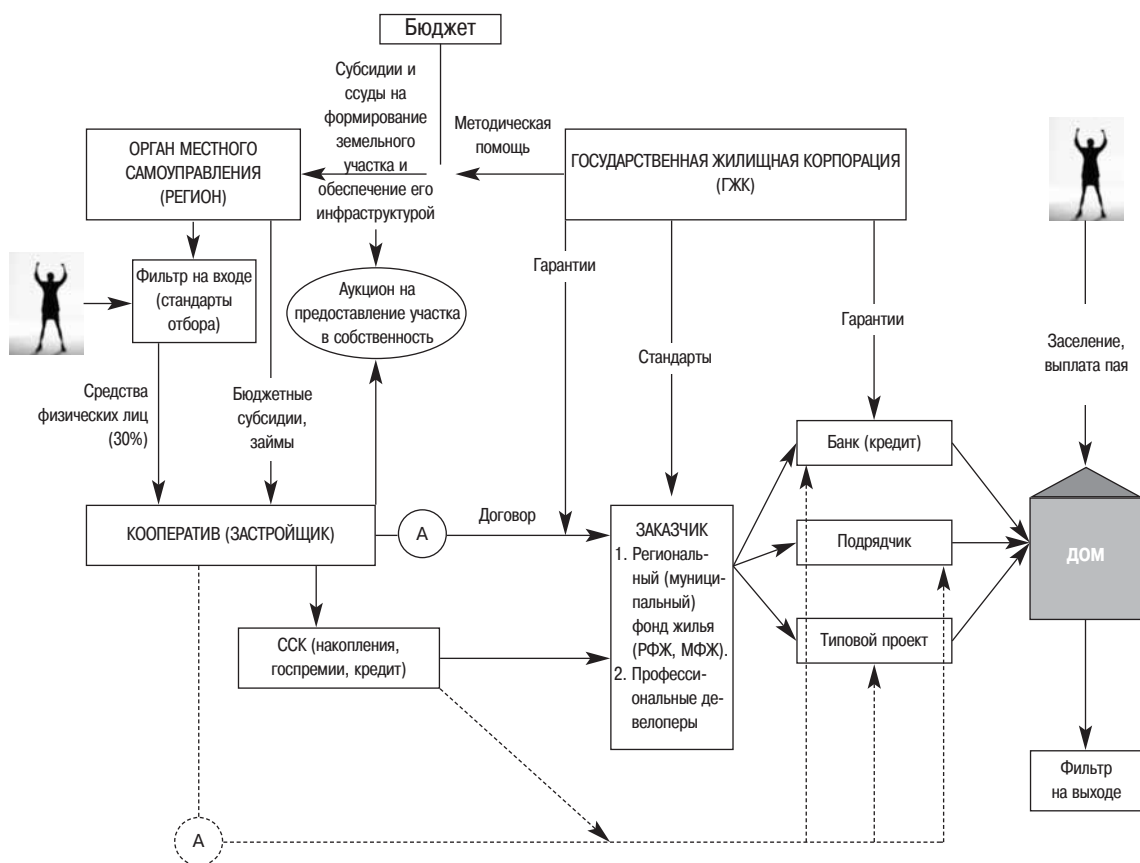 Бюджет
Субсидии и
ссуды на
формирование
земельного
участка и
обеспечение его
инфраструктурой
Методическая
помощь
ОРГАН МЕСТНОГО
САМОУПРАВЛЕНИЯ
(РЕГИОН)
ГОСУДАРСТВЕННАЯ ЖИЛИЩНАЯ КОРПОРАЦИЯ
(ГЖК)
Фильтр на входе
(стандарты
отбора)
Аукцион на
предоставление участка
в собственность
Гарантии
Стандарты
Гарантии
Заселение,
выплата пая
Средства
физических лиц
(30%)
Бюджетные
субсидии,
займы
Банк (кредит)
КООПЕРАТИВ (ЗАСТРОЙЩИК)
А
Договор
ЗАКАЗЧИК
1. Региональ-
ный (муници-
пальный)
фонд жилья
(РФЖ, МФЖ).
2. Професси-
ональные де-
велоперы
Подрядчик
ДОМ
ССК (накопления,
госпремии, кредит)
Типовой проект
Фильтр
на выходе
А